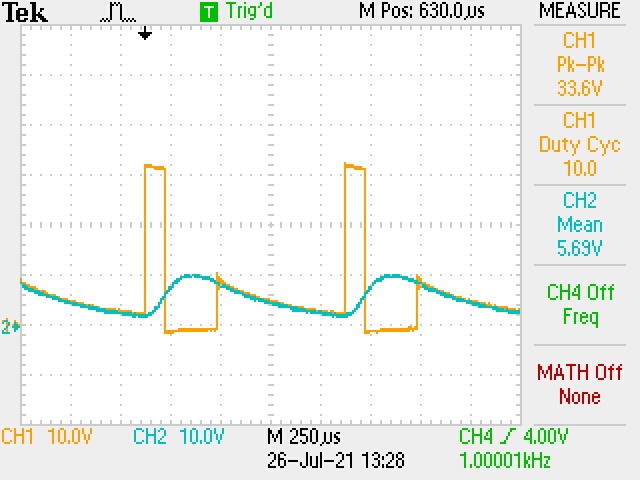 Tek T Trig'd M Pos: 630.0µs MEASURE
CH1
Pk-Pk
33.6V
CH1
Duty Cyc
10.0
CH2
Mean
5.69V
CH4 Off
Freq
MATH Off
None
2
CH1 10.0V CH2 10.0V M 250µs CH4 4.00V
26-Jul-21 13:28 1.00001kHz